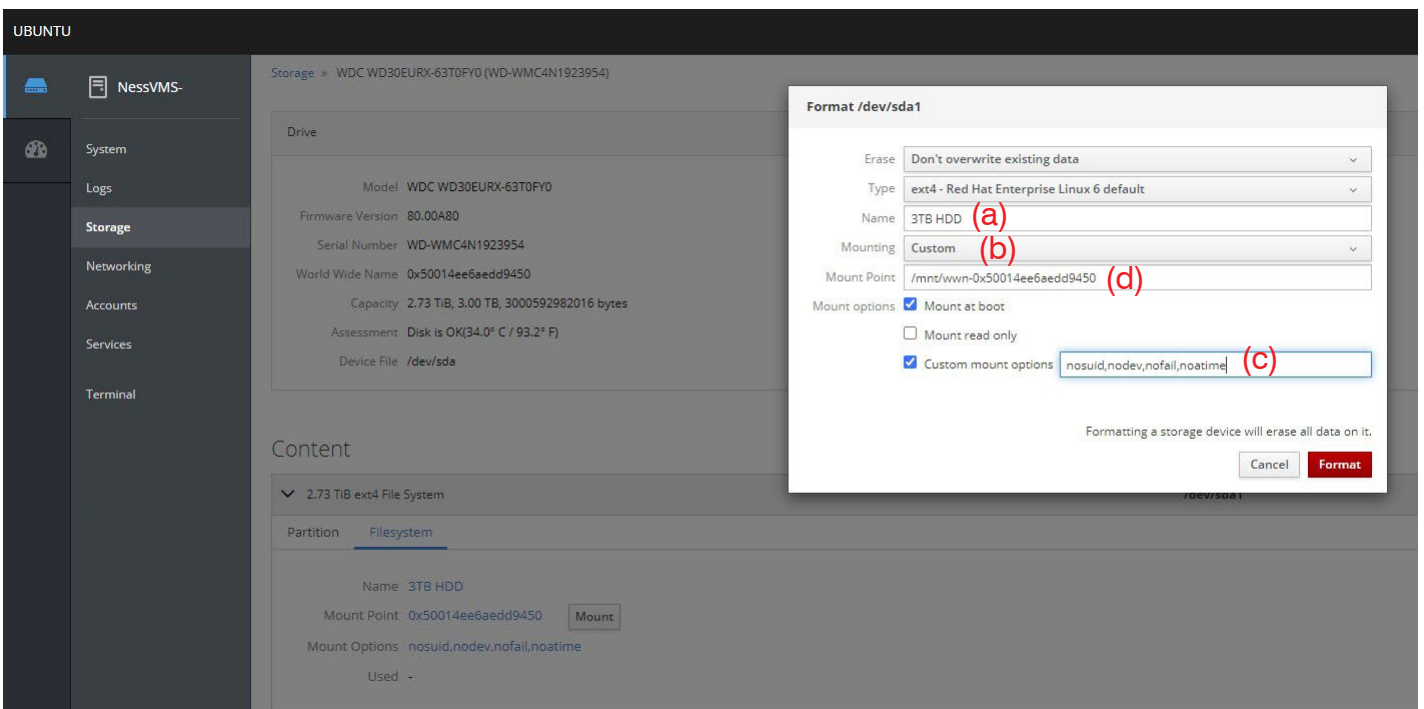 UBUNTU
NessVMS-
System
Logs
Storage
Networking
Accounts
Services
Terminal
Storage » WDC WD30EURX-63T0FY0 (WD-WMC4N1923954)
Drive
Model WDC WD30EURX-63T0FY0
Firmware Version 80.00A80
Serial Number WD-WMC4N1923954
World Wide Name 0x50014ee6aedd9450
Capacity 2.73 TiB, 3.00 TB, 3000592982016 bytes
Assessment Disk is OK(34.0° C / 93.2° F)
Device File /dev/sda
Content
2.73 TiB ext4 File System /dev/sda1
Partition Filesystem
Name 3TB HDD
Mount Point 0x50014ee6aedd9450 Mount
Mount Options nosuid,nodev,nofail,noatime
Used -
Format /dev/sda1
Erase Don't overwrite existing data
Type ext4 - Red Hat Enterprise Linux 6 default
Name 3TB HDD (a)
Mounting Custom (b)
Mount Point /mnt/wwn-0x50014ee6aedd9450 (d)
Mount options Mount at boot
Mount read only
Custom mount options nosuid,nodev,nofail,noatime (c)
Formatting a storage device will erase all data on it.
Cancel Format